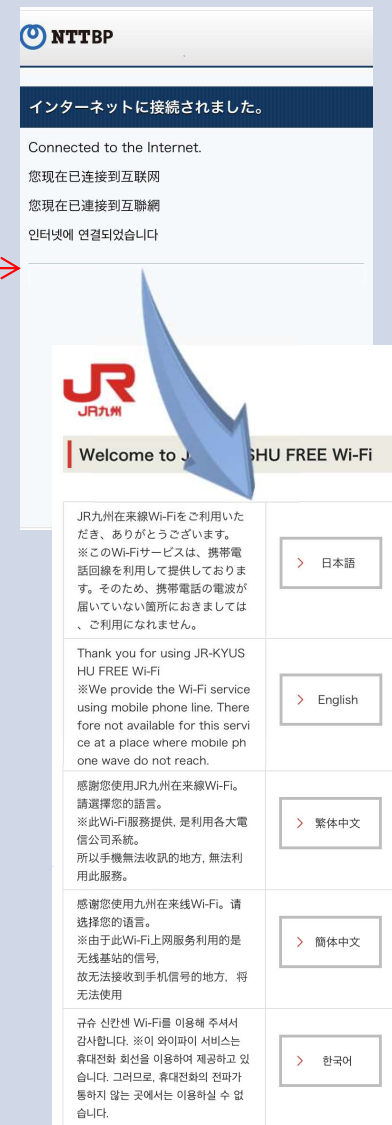 NTTBP
インターネットに接続されました。
Connected to the Internet.
您现在已连接到互联网
您現在已連接到互聯網
인터넷에 연결되었습니다
JR
JR九州
Welcome to J SHU FREE Wi-Fi
JR九州在来線Wi-Fiをご利用いた
だき、ありがとうございます。
※このWi-Fiサービスは、携帯電
話回線を利用して提供しておりま
す。そのため、携帯電話の電波が
届いていない箇所におきましては
、ご利用になれません。
日本語
Thank you for using JR-KYUS
HU FREE Wi-Fi
※We provide the Wi-Fi service
using mobile phone line. There
fore not available for this servi
ce at a place where mobile ph
one wave do not reach.
English
感謝您使用JR九州在来線Wi-Fi。
請選擇您的語言。
※此Wi-Fi服務提供, 是利用各大電
信公司系統。
所以手機無法收訊的地方, 無法利
用此服務。
繁体中文
感谢您使用九州在来线Wi-Fi。请
选择您的语言。
※由于此Wi-Fi上网服务利用的是
无线基站的信号,
故无法接收到手机信号的地方，将
无法使用
簡体中文
규슈 신칸센 Wi-Fi를 이용해 주셔서
감사합니다. ※이 와이파이 서비스는
휴대전화 회선을 이용하여 제공하고 있
습니다. 그러므로, 휴대전화의 전파가
통하지 않는 곳에서는 이용하실 수 없
습니다.
한국어